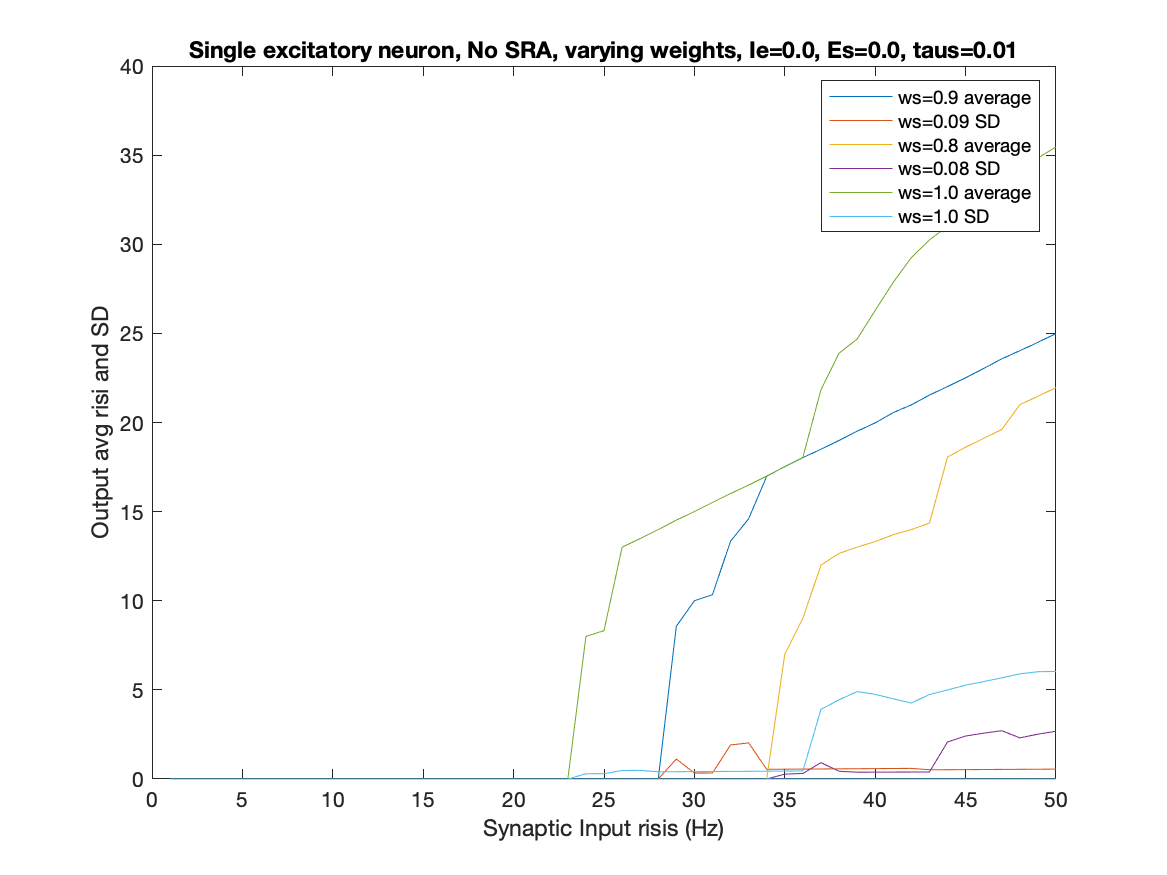 Single excitatory neuron, No SRA, varying weights, Ie=0.0, Es=0.0, taus=0.01
40
35
30
25
20
15
10
5
0
Output avg risi and SD
ws=0.9 average
ws=0.09 SD
ws=0.8 average
ws=0.08 SD
ws=1.0 average
ws=1.0 SD
0 5 10 15 20 25 30 35 40 45 50
Synaptic Input risis (Hz)